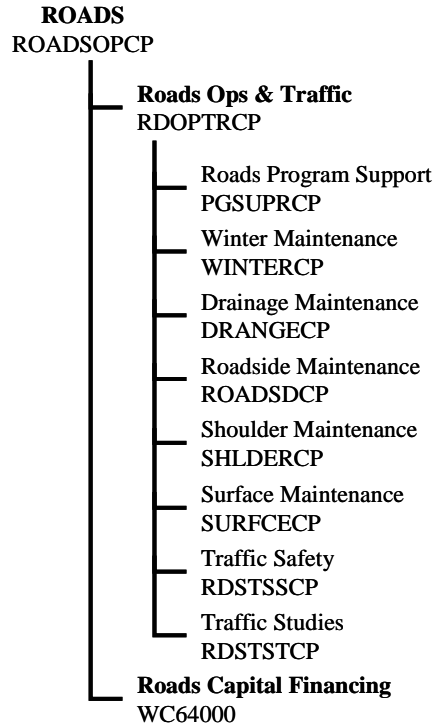 ROADS
ROADSOPCP
Roads Ops & Traffic
RDOPTRCP
Roads Program Support
PGSUPRCP
Winter Maintenance
WINTERCP
Drainage Maintenance
DRANGECP
Roadside Maintenance
ROADSDCP
Shoulder Maintenance
SHLDERCP
Surface Maintenance
SURFCECP
Traffic Safety
RDSTSSCP
Traffic Studies
RDSTSTCP
Roads Capital Financing
WC64000